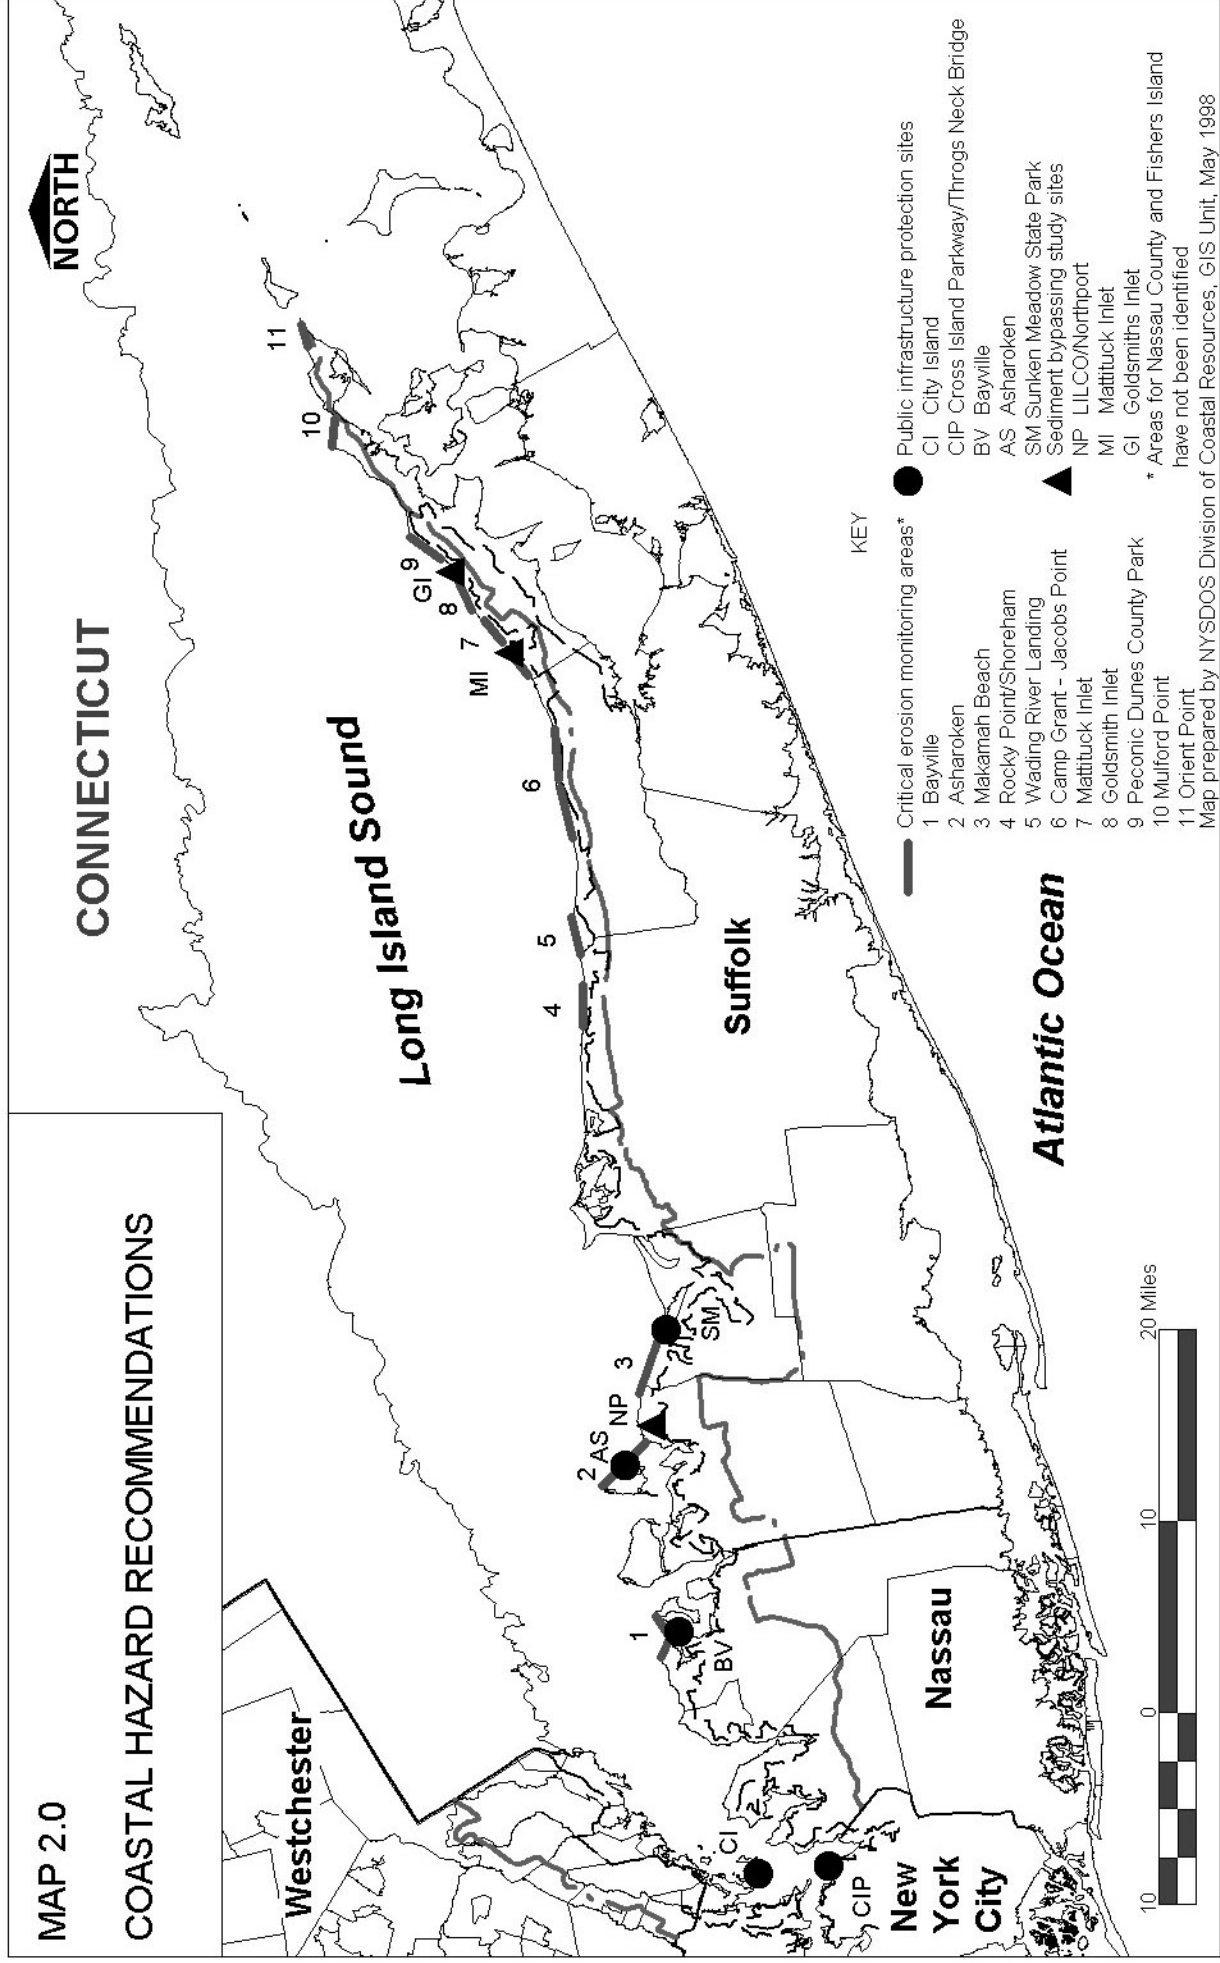 MAP 2.0
COASTAL HAZARD RECOMMENDATIONS
NORTH
CONNECTICUT
Westchester
Long Island Sound
11
10
9
GI
8
7
MI
6
5
4
3
NP
AS
2
SM
1
BV
CI
CIP
Suffolk
Nassau
New
York
City
Atlantic Ocean
10
0
10
20 Miles
KEY
Critical erosion monitoring areas*
1 Bayville
2 Asharoken
3 Makamah Beach
4 Rocky Point/Shoreham
5 Wading River Landing
6 Camp Grant - Jacobs Point
7 Mattituck Inlet
8 Goldsmith Inlet
9 Peconic Dunes County Park
10 Mulford Point
11 Orient Point
Public infrastructure protection sites
CI City Island
CIP Cross Island Parkway/Throgs Neck Bridge
BV Bayville
AS Asharoken
SM Sunken Meadow State Park
Sediment bypassing study sites
NP LILCO/Northport
MI Mattituck Inlet
GI Goldsmiths Inlet
* Areas for Nassau County and Fishers Island
have not been identified
Map prepared by NYSDOS Division of Coastal Resources, GIS Unit, May 1998